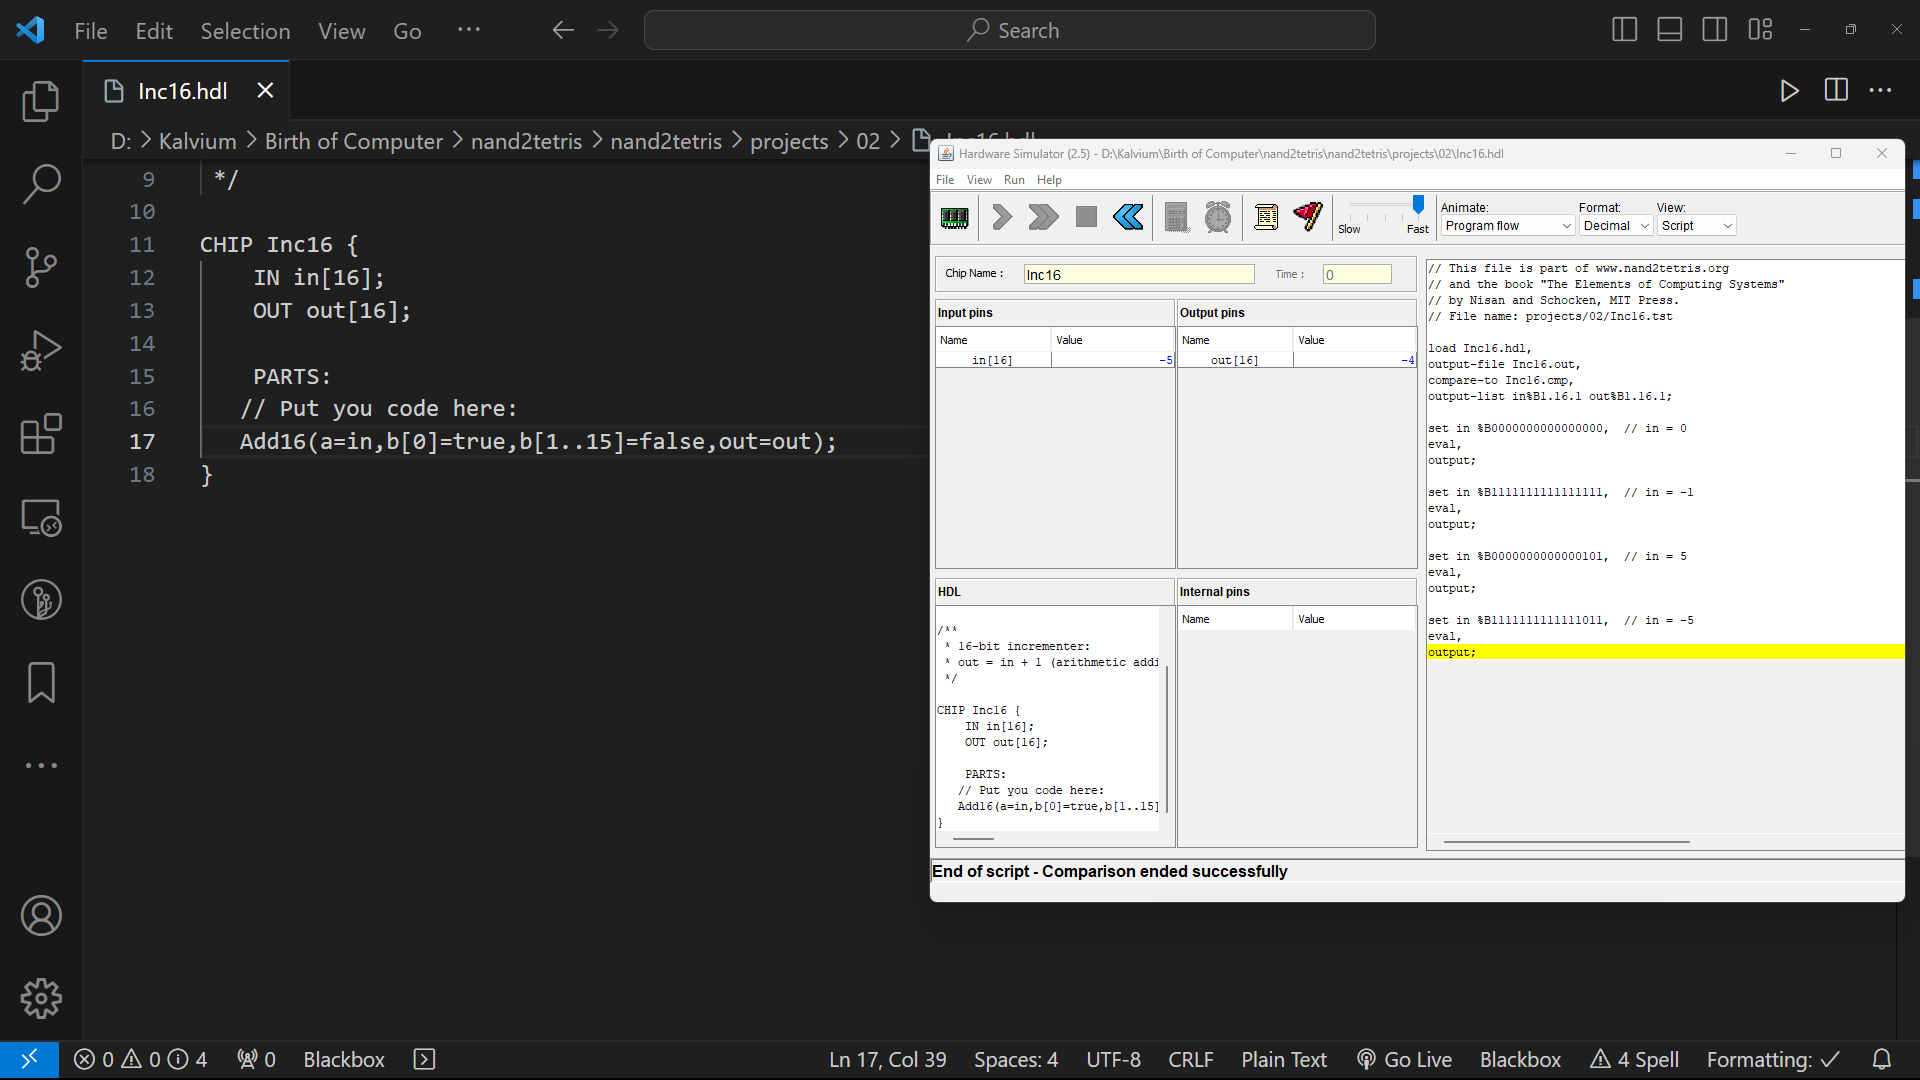 File Edit Selection View Go ··· Search
Inc16.hdl
D: > Kalvium > Birth of Computer > nand2tetris > nand2tetris > projects > 02 > Inc16.hdl
9 */
10
11 CHIP Inc16 {
12 IN in[16];
13 OUT out[16];
14
15 PARTS:
16 // Put you code here:
17 Add16(a=in,b[0]=true,b[1..15]=false,out=out);
18 }
Hardware Simulator (2.5) - D:\Kalvium\Birth of Computer\nand2tetris\nand2tetris\projects\02\Inc16.hdl
File View Run Help
Slow Fast
Animate: Format: View:
Program flow Decimal Script
Chip Name : Inc16 Time : 0
Input pins
Name Value
in[16] -5
Output pins
Name Value
out[16] -4
HDL
/**
* 16-bit incrementer:
* out = in + 1 (arithmetic addi
*/
CHIP Inc16 {
IN in[16];
OUT out[16];
PARTS:
// Put you code here:
Add16(a=in,b[0]=true,b[1..15]
}
Internal pins
Name Value
// This file is part of www.nand2tetris.org
// and the book "The Elements of Computing Systems"
// by Nisan and Schocken, MIT Press.
// File name: projects/02/Inc16.tst
load Inc16.hdl,
output-file Inc16.out,
compare-to Inc16.cmp,
output-list in%B1.16.1 out%B1.16.1;
set in %B0000000000000000, // in = 0
eval,
output;
set in %B1111111111111111, // in = -1
eval,
output;
set in %B0000000000000101, // in = 5
eval,
output;
set in %B1111111111111011, // in = -5
eval,
output;
End of script - Comparison ended successfully
0 0 4 0 Blackbox Ln 17, Col 39 Spaces: 4 UTF-8 CRLF Plain Text Go Live Blackbox 4 Spell Formatting: ✓